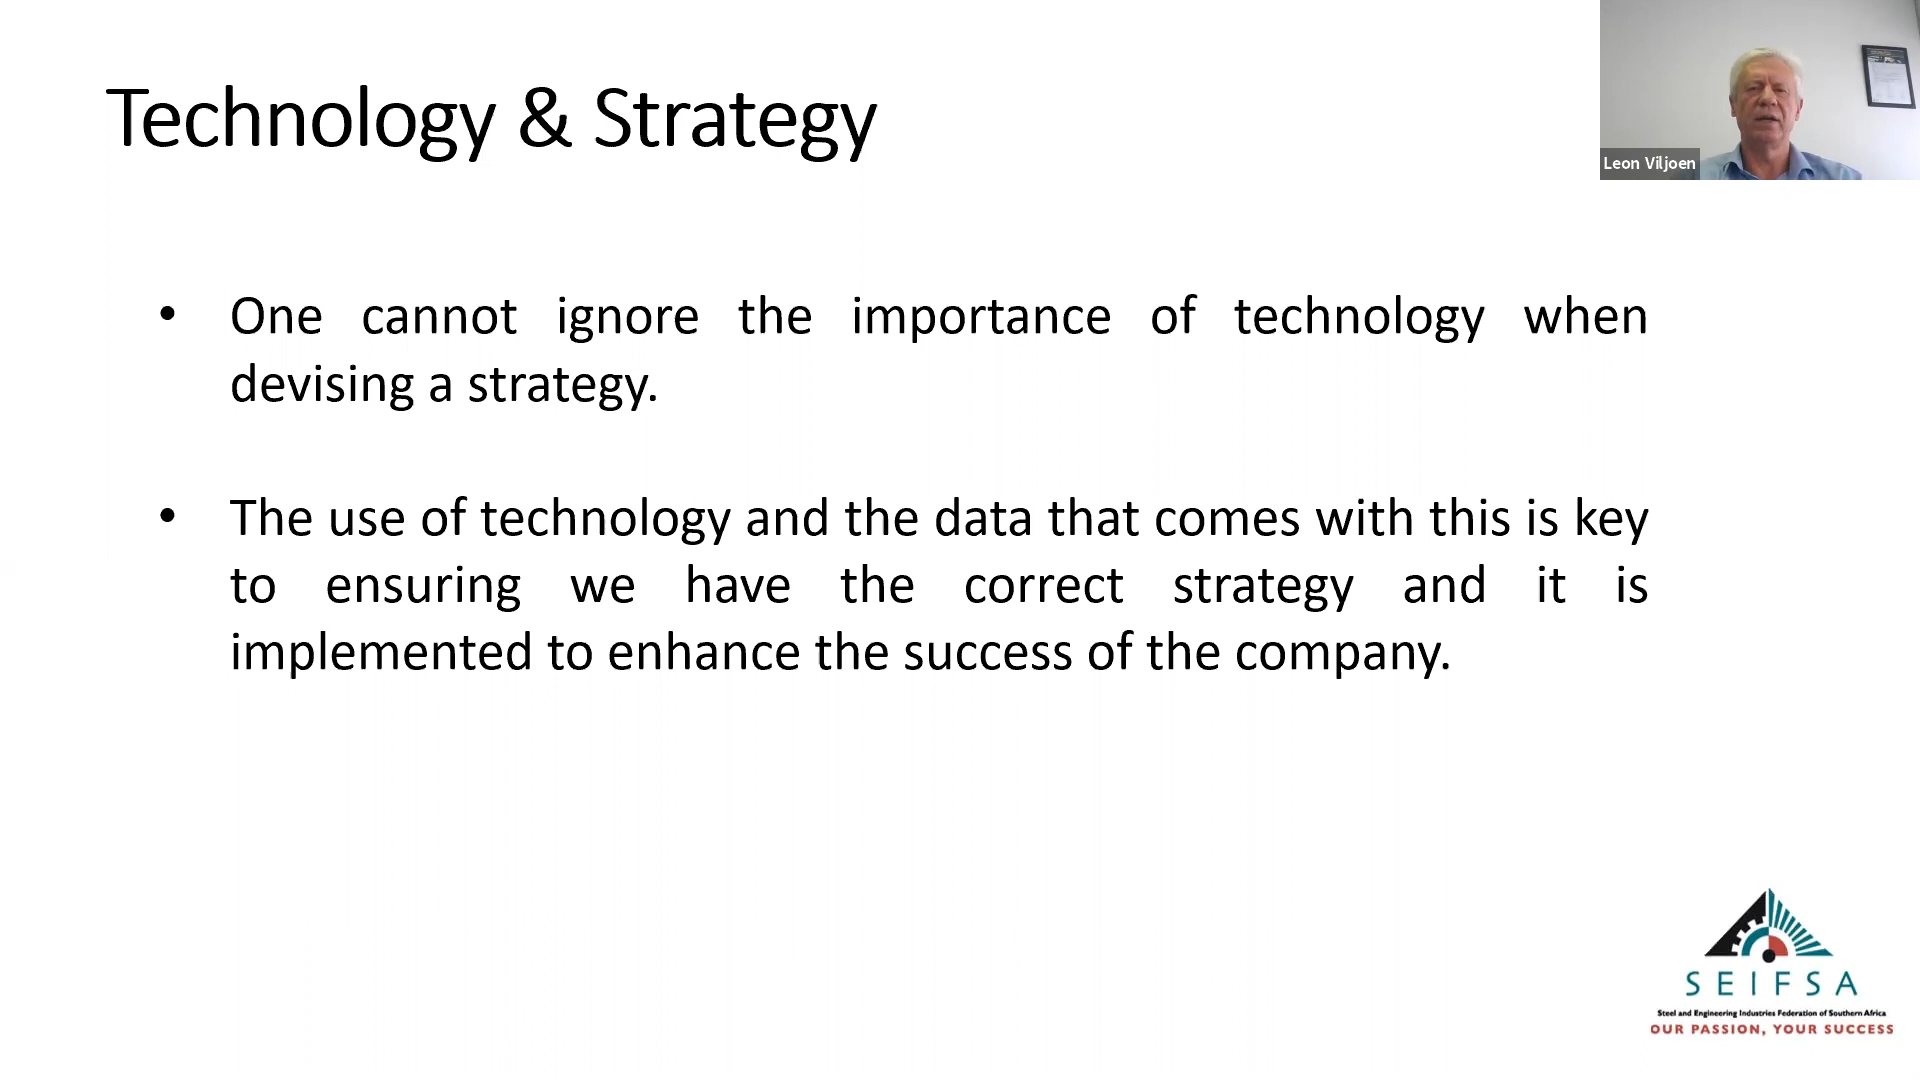 Technology & Strategy
Leon Viljoen
• One cannot ignore the importance of technology when
devising a strategy.
• The use of technology and the data that comes with this is key
to ensuring we have the correct strategy and it is
implemented to enhance the success of the company.
SEIFSA
Steel and Engineering Industries Federation of Southern Africa
OUR PASSION, YOUR SUCCESS